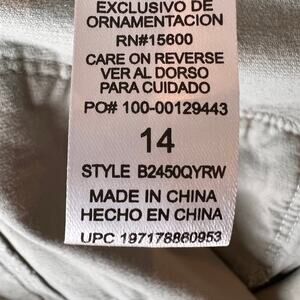 EXCLUSIVO DE
ORNAMENTACION
RN#15600
CARE ON REVERSE
VER AL DORSO
PARA CUIDADO
PO# 100-00129443
14
STYLE B2450QYRW
MADE IN CHINA
HECHO EN CHINA
UPC 197178860953